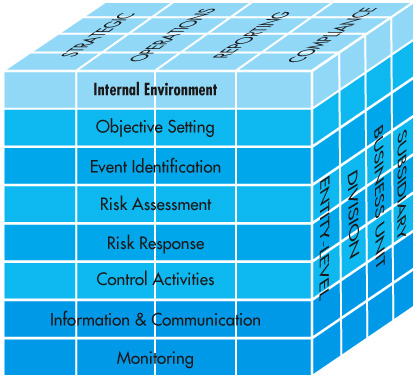 STRATEGIC
OPERATIONS
REPORTING
COMPLIANCE
Internal Environment
Objective Setting
Event Identification
Risk Assessment
Risk Response
Control Activities
Information & Communication
Monitoring
ENTITY-LEVEL
DIVISION
BUSINESS UNIT
SUBSIDIARY